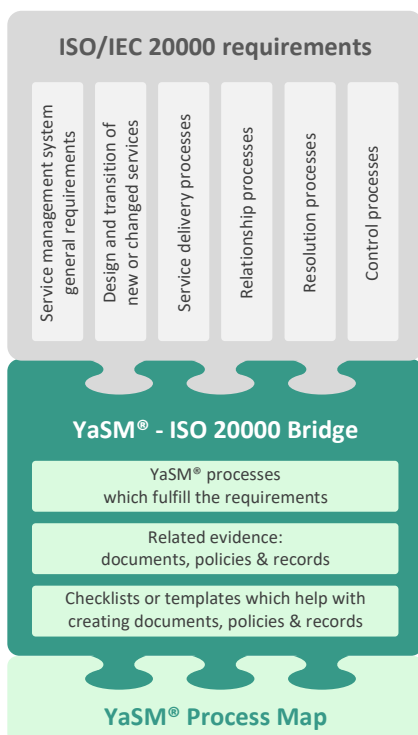 ISO/IEC 20000 requirements
Service management system
general requirements
Design and transition of
new or changed services
Service delivery processes
Relationship processes
Resolution processes
Control processes
YaSM® - ISO 20000 Bridge
YaSM® processes
which fulfill the requirements
Related evidence:
documents, policies & records
Checklists or templates which help with
creating documents, policies & records
YaSM® Process Map